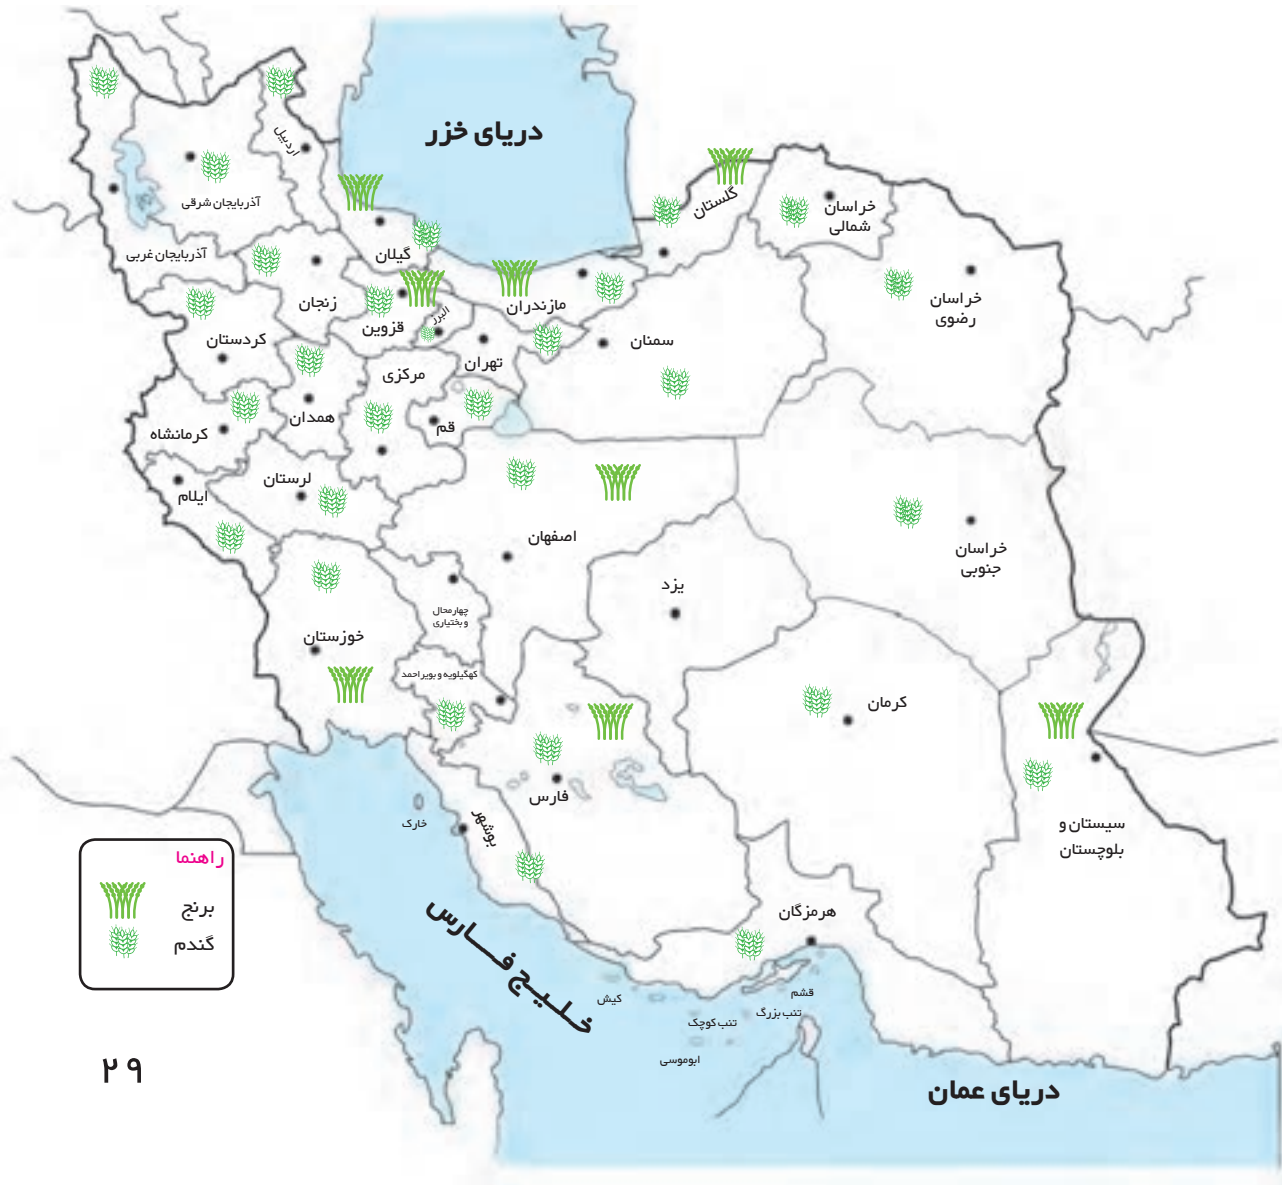 دریای خزر
اردبیل
آذربایجان شرقی
آذربایجان غربی
گیلان
زنجان
گلستان
خراسان
شمالی
خراسان
رضوی
مازندران
البرز
قزوین
کردستان
سمنان
تهران
مرکزی
همدان
قم
کرمانشاه
لرستان
ایلام
اصفهان
خراسان
جنوبی
یزد
چهارمحال
و بختیاری
خوزستان
کهگیلویه و بویراحمد
کرمان
فارس
بوشهر
خارک
سیستان و
بلوچستان
هرمزگان
خلیج فارس
کیش
قشم
تنب بزرگ
تنب کوچک
ابوموسی
دریای عمان
راهنما
برنج
گندم
۲۹